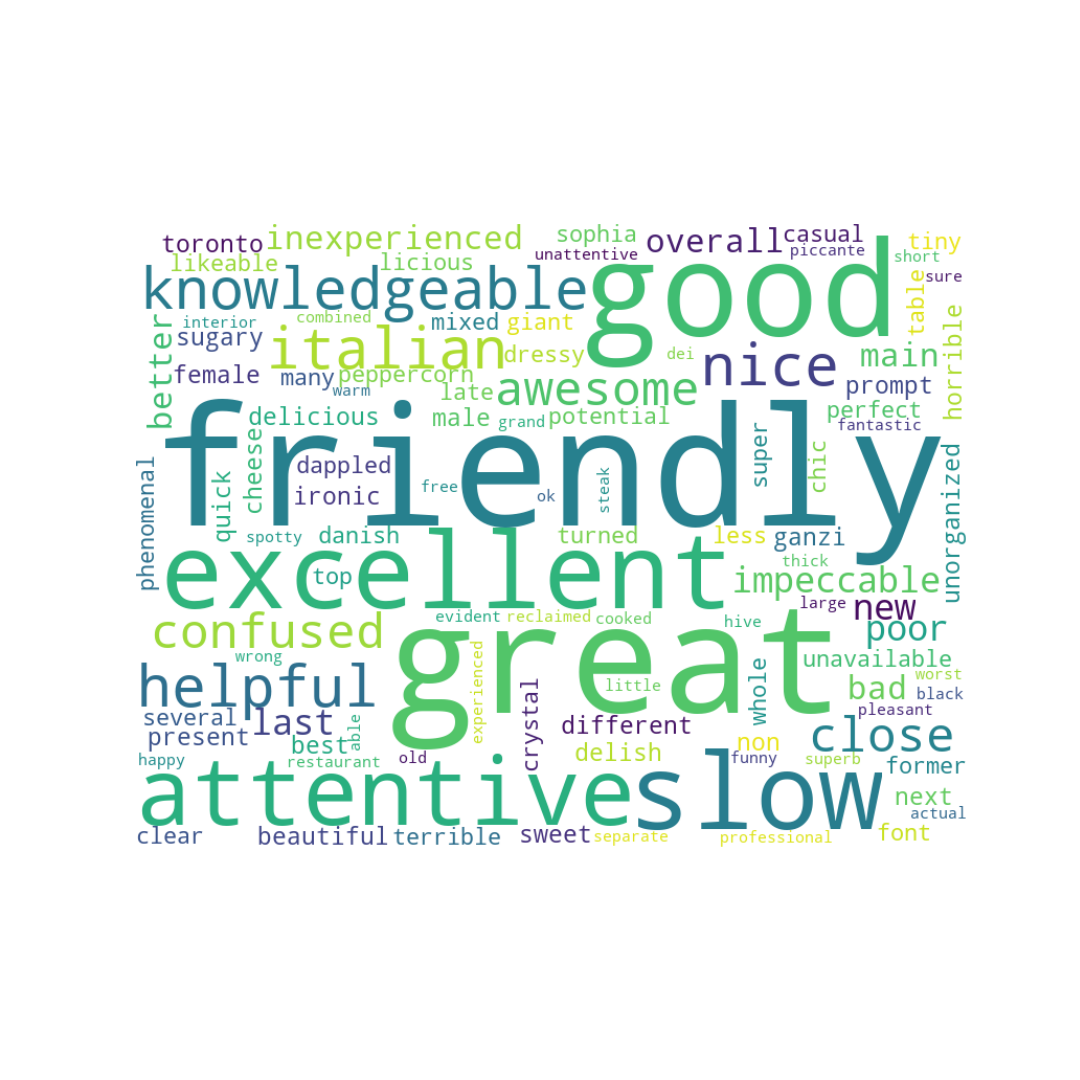 toronto
inexperienced
sophia
overall
casual
tiny
likeable
licious
unattentive
piccante
short
sure
knowledgeable
good
table
better
interior
combined
mixed
giant
sugary
italian
dressy
dei
nice
main
horrible
female
many
peppercorn
warm
late
awesome
prompt
delicious
male
grand
potential
perfect
fantastic
friendly
cheese
dappled
super
chic
phenomenal
quick
ironic
free
ok
steak
unorganized
spotty
danish
turned
less
ganzi
excellent
top
thick
impeccable
evident
reclaimed
cooked
hive
large
new
confused
great
poor
wrong
experienced
whole
unavailable
helpful
little
bad
worst
black
several
last
crystal
different
pleasant
close
present
best
able
delish
non
happy
restaurant
old
funny
superb
former
attentive
slow
next
actual
clear
beautiful
terrible
sweet
separate
professional
font